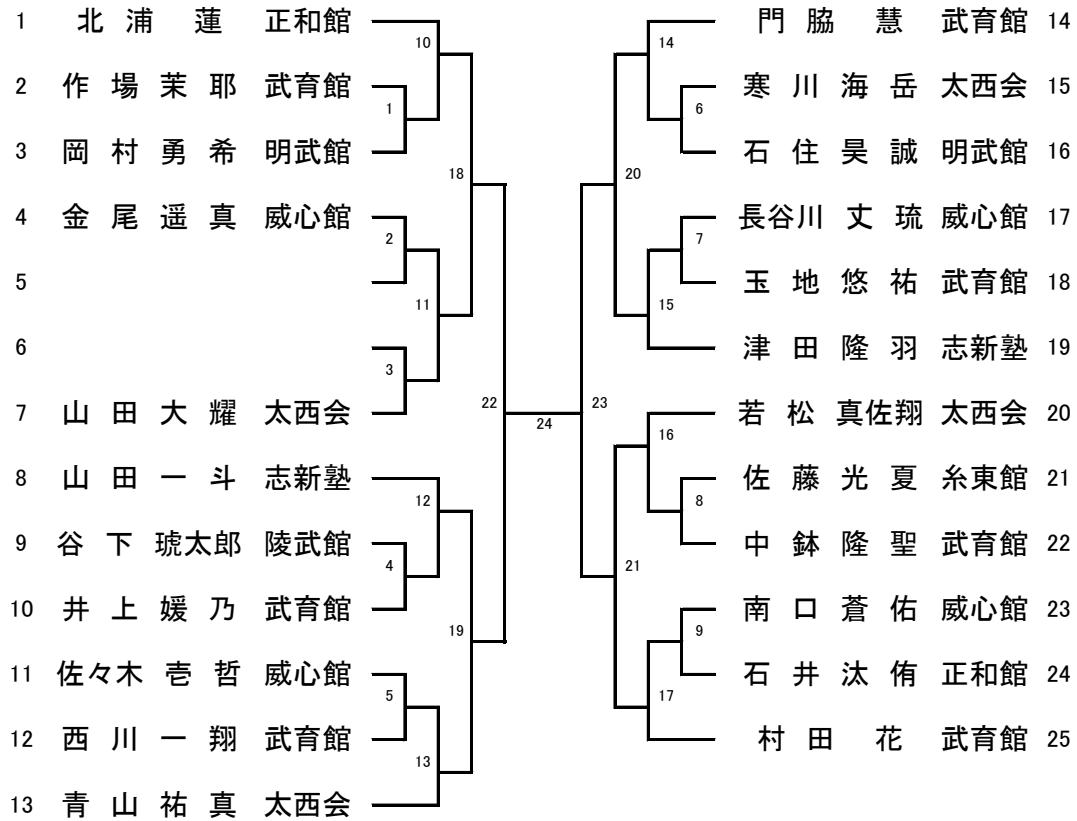 1 北浦 蓮 正和館
10
2 作場茉耶 武育館
1
3 岡村勇希 明武館
18
4 金尾遥真 威心館
2
5
11
6
3
7 山田大耀 太西会
22
8 山田一斗 志新塾
12
9 谷下琥太郎 陵武館
4
10 井上媛乃 武育館
19
11 佐々木壱哲 威心館
5
12 西川一翔 武育館
13
13 青山祐真 太西会
24
門脇 慧 武育館 14
14
寒川海岳 太西会 15
6
石住昊誠 明武館 16
20
長谷川丈琉 威心館 17
7
玉地悠祐 武育館 18
15
津田隆羽 志新塾 19
23
若松真佐翔 太西会 20
16
佐藤光夏 糸東館 21
8
中鉢隆聖 武育館 22
21
南口蒼佑 威心館 23
9
石井汰侑 正和館 24
17
村田 花 武育館 25